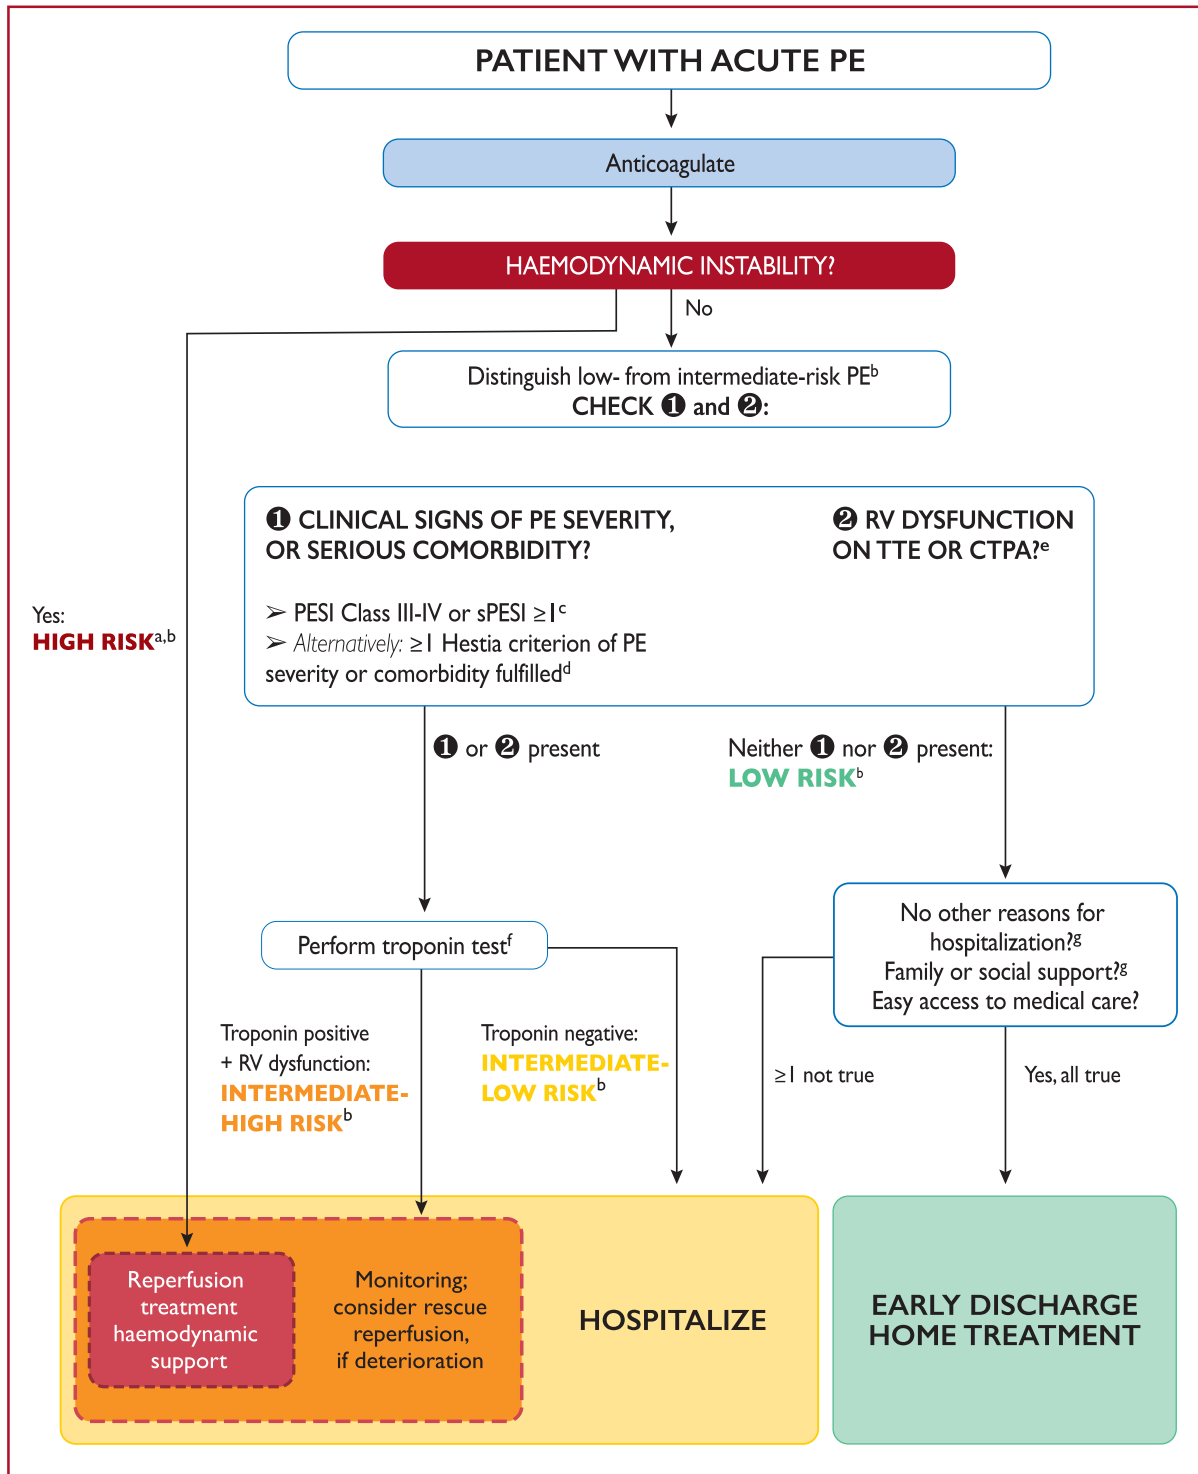 PATIENT WITH ACUTE PE
Anticoagulate
HAEMODYNAMIC INSTABILITY?
No
Distinguish low- from intermediate-risk PEᵇ
CHECK ❶ and ❷:
❶ CLINICAL SIGNS OF PE SEVERITY,
OR SERIOUS COMORBIDITY?
➢ PESI Class III-IV or sPESI ≥1ᶜ
➢ Alternatively: ≥1 Hestia criterion of PE
severity or comorbidity fulfilledᵈ
❷ RV DYSFUNCTION
ON TTE OR CTPA?ᵉ
Yes:
HIGH RISKᵃ,ᵇ
❶ or ❷ present
Neither ❶ nor ❷ present:
LOW RISKᵇ
Perform troponin testᶠ
No other reasons for
hospitalization?ᵍ
Family or social support?ᵍ
Easy access to medical care?
Troponin positive
+ RV dysfunction:
INTERMEDIATE-
HIGH RISKᵇ
Troponin negative:
INTERMEDIATE-
LOW RISKᵇ
≥1 not true
Yes, all true
Reperfusion
treatment
haemodynamic
support
Monitoring;
consider rescue
reperfusion,
if deterioration
HOSPITALIZE
EARLY DISCHARGE
HOME TREATMENT